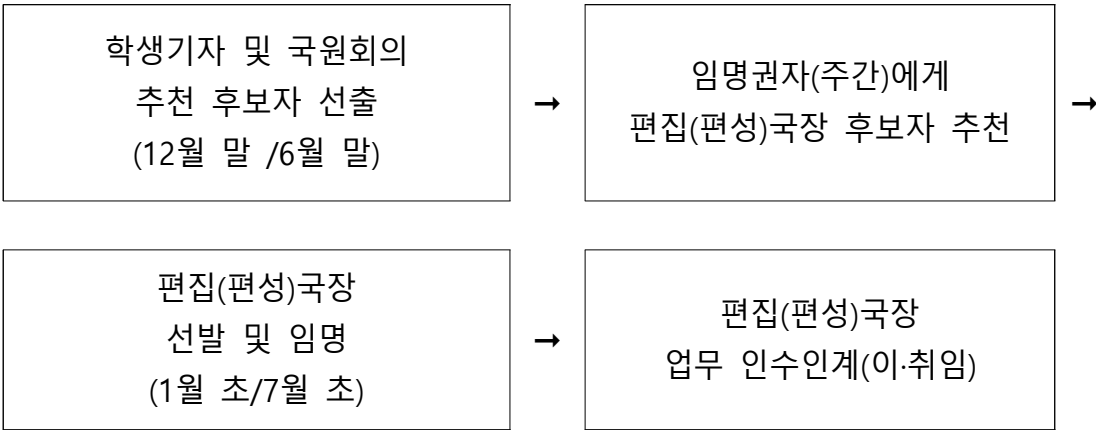 학생기자 및 국원회의
추천 후보자 선출
(12월 말 /6월 말)
➞
임명권자(주간)에게
편집(편성)국장 후보자 추천
➞
편집(편성)국장
선발 및 임명
(1월 초/7월 초)
➞
편집(편성)국장
업무 인수인계(이·취임)